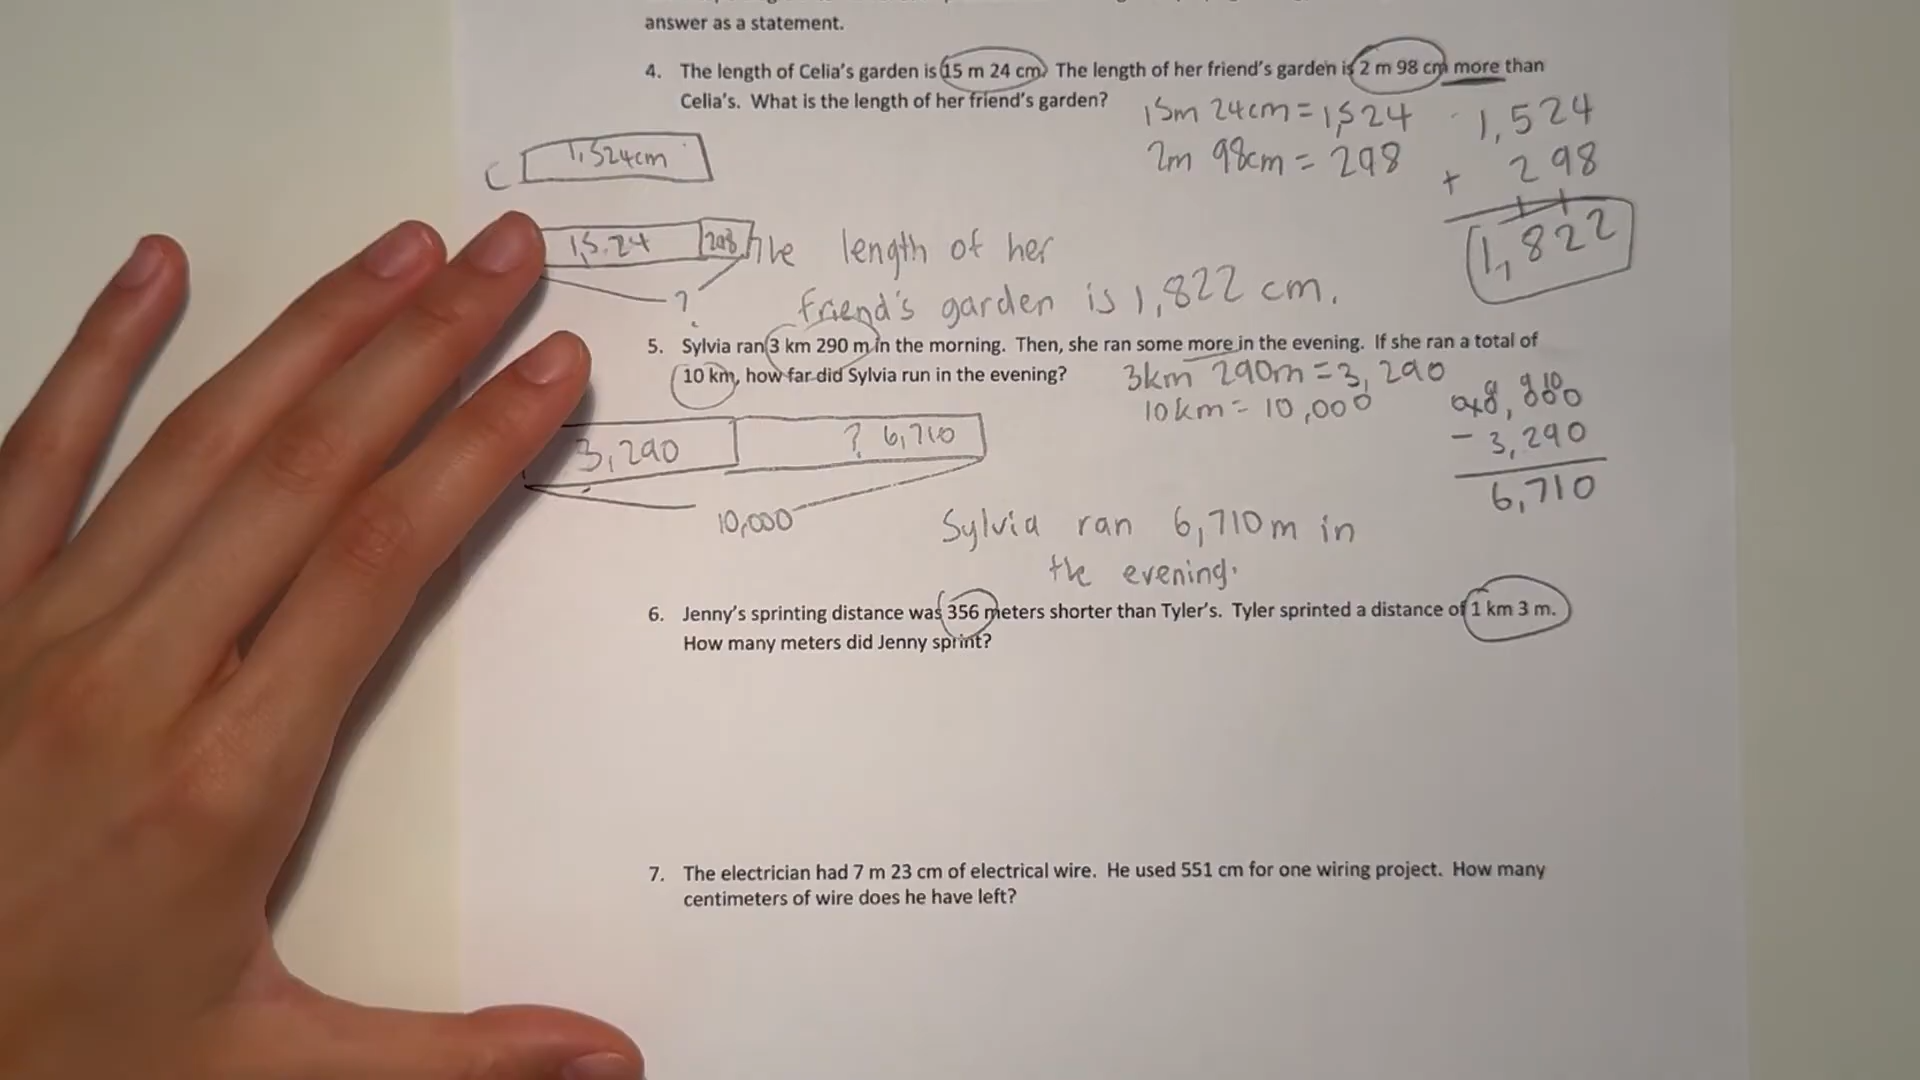 answer as a statement.
4. The length of Celia's garden is 15 m 24 cm. The length of her friend's garden is 2 m 98 cm more than
Celia's. What is the length of her friend's garden?
15m 24cm = 1,524
2m 98cm = 298
1,524
+ 298
1,822
C 1,524cm
15.24 298
?
The length of her
friend's garden is 1,822 cm.
5. Sylvia ran 3 km 290 m in the morning. Then, she ran some more in the evening. If she ran a total of
10 km, how far did Sylvia run in the evening?
3km 290m = 3,290
10km = 10,000
9 9 10
- 3,290
6,710
3,290 ? 6,710
10,000
Sylvia ran 6,710m in
the evening.
6. Jenny's sprinting distance was 356 meters shorter than Tyler's. Tyler sprinted a distance of 1 km 3 m.
How many meters did Jenny sprint?
7. The electrician had 7 m 23 cm of electrical wire. He used 551 cm for one wiring project. How many
centimeters of wire does he have left?